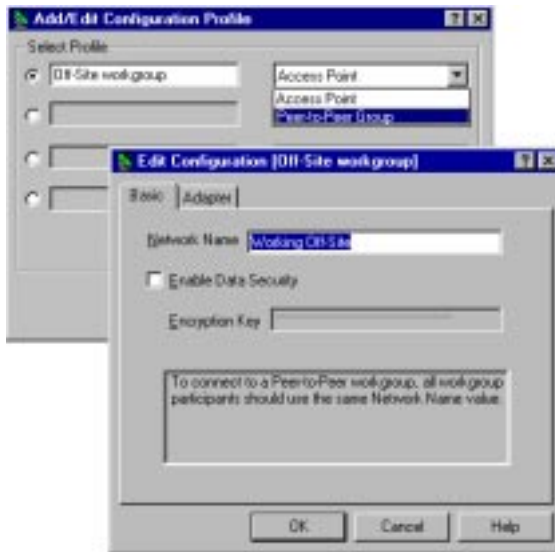 Add/Edit Configuration Profile
Select Profile
Off-Site workgroup
Access Point
Access Point
Peer-to-Peer Group
Edit Configuration [Off-Site workgroup]
Basic
Adapter
Network Name
Working Off-Site
Enable Data Security
Encryption Key
To connect to a Peer-to-Peer workgroup, all workgroup
participants should use the same Network Name value.
OK
Cancel
Help